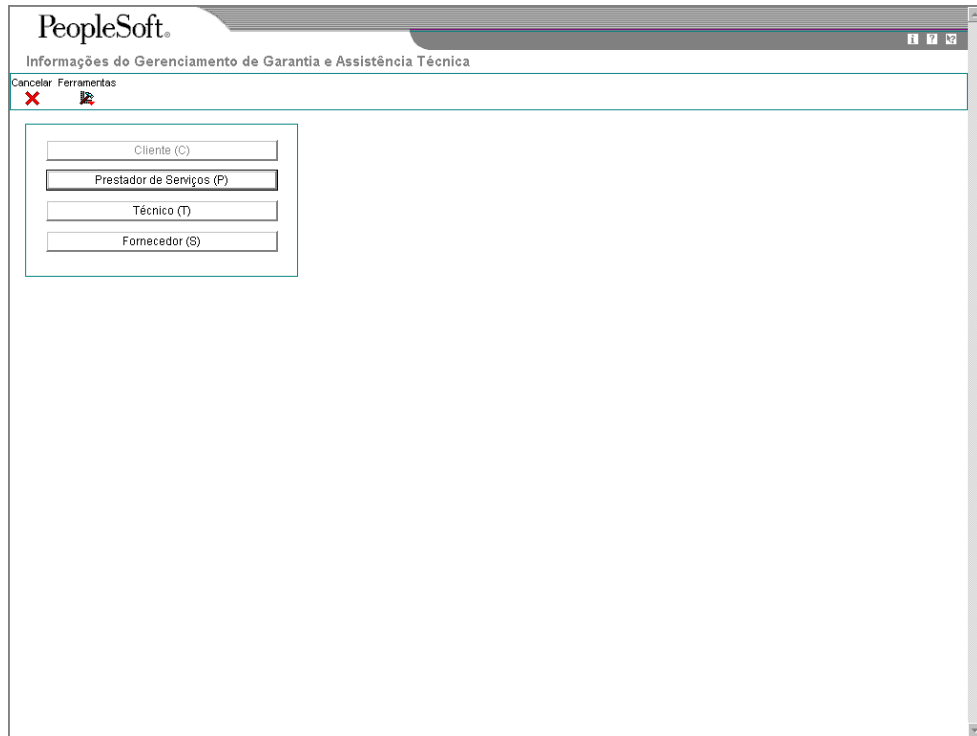 PeopleSoft®
i ? ?
Informações do Gerenciamento de Garantia e Assistência Técnica
Cancelar Ferramentas
Cliente (C)
Prestador de Serviços (P)
Técnico (T)
Fornecedor (S)